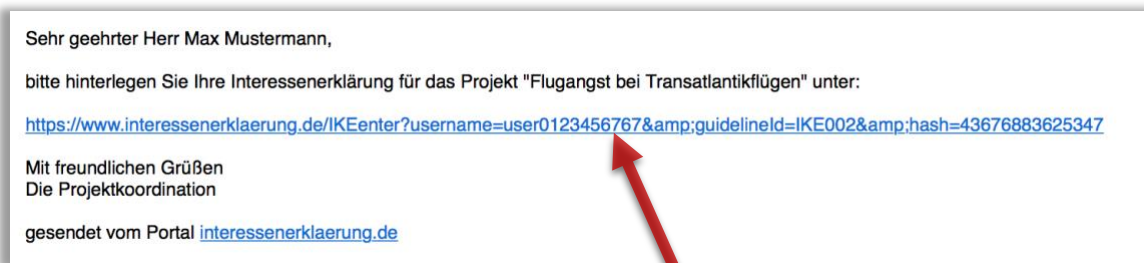 Sehr geehrter Herr Max Mustermann,
bitte hinterlegen Sie Ihre Interessenerklärung für das Projekt "Flugangst bei Transatlantikflügen" unter:
https://www.interessenerklaerung.de/IKEenter?username=user0123456767&amp;guidelineId=IKE002&amp;hash=43676883625347
Mit freundlichen Grüßen
Die Projektkoordination
gesendet vom Portal interessenerklaerung.de